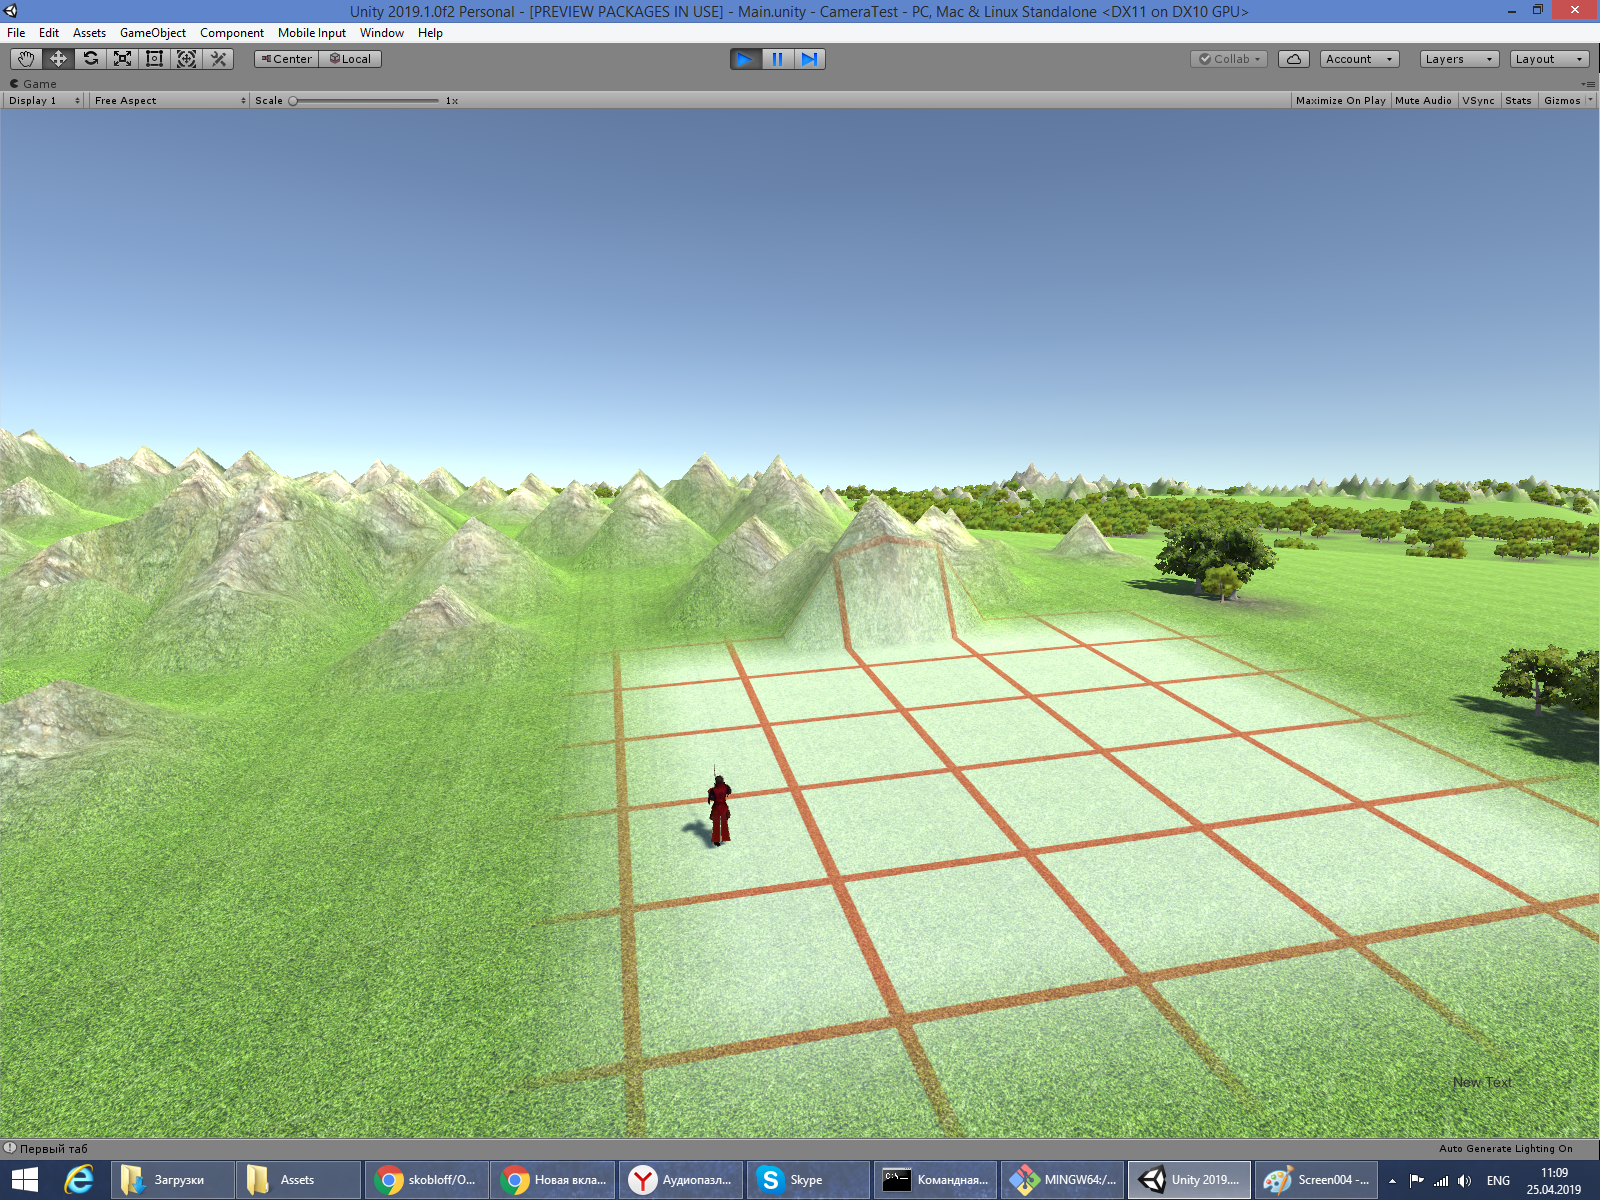 Unity 2019.1.0f2 Personal - [PREVIEW PACKAGES IN USE] - Main.unity - CameraTest - PC, Mac & Linux Standalone <DX11 on DX10 GPU>
File Edit Assets GameObject Component Mobile Input Window Help
Center Local Collab Account Layers Layout
Game
Display 1 Free Aspect Scale 1x Maximize On Play Mute Audio VSync Stats Gizmos
New Text
Первый таб Auto Generate Lighting On
Загрузки Assets skobloff/O... Новая вкла... Аудиопазл... Skype Командная... MINGW64:/... Unity 2019.... Screen004 -... ENG 11:09
25.04.2019